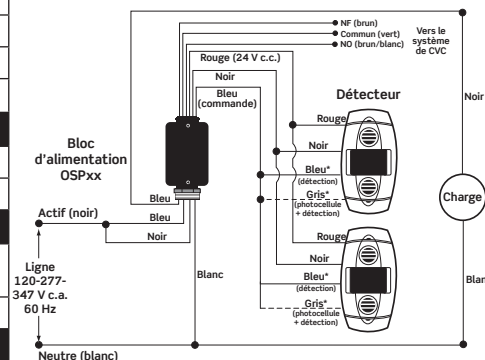 NF (brun)
Commun (vert)
NO (brun/blanc)
Vers le
système
de CVC
Rouge (24 V c.c.)
Noir
Bleu
(commande)
Détecteur
Noir
Rouge
Noir
Bleu*
(détection)
Gris*
(photocellule
+ détection)
Bloc
d'alimentation
OSPxx
Charge
Bleu
Actif (noir)
Bleu
Noir
Rouge
Noir
Bleu*
(détection)
Gris*
(photocellule
+ détection)
Blanc
Ligne
120-277-
347 V c.a.
60 Hz
Neutre (blanc)